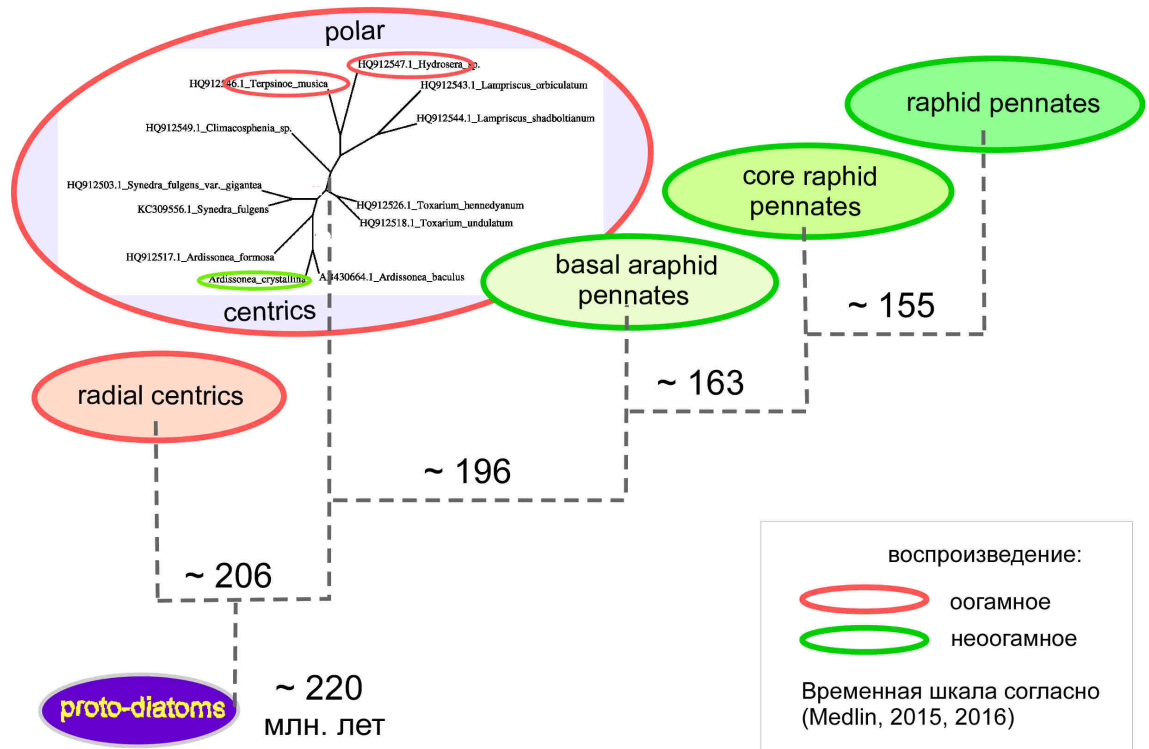 polar
HQ912547.1_Hydrosera_sp.
HQ912546.1_Terpsinoe_musica
HQ912543.1_Lampriscus_orbiculatum
HQ912544.1_Lampriscus_shadboltianum
HQ912549.1_Climacosphenia_sp.
HQ912503.1_Synedra_fulgens_var._gigantea
KC309556.1_Synedra_fulgens
HQ912526.1_Toxarium_hennedyanum
HQ912518.1_Toxarium_undulatum
HQ912517.1_Ardissonea_formosa
Ardissonea_crystallina
AB430664.1_Ardissonea_baculus
centrics
raphid pennates
core raphid
pennates
basal araphid
pennates
~ 155
~ 163
radial centrics
~ 196
~ 206
proto-diatoms
~ 220
млн. лет
воспроизведение:
оогамное
неоогамное
Временная шкала согласно
(Medlin, 2015, 2016)